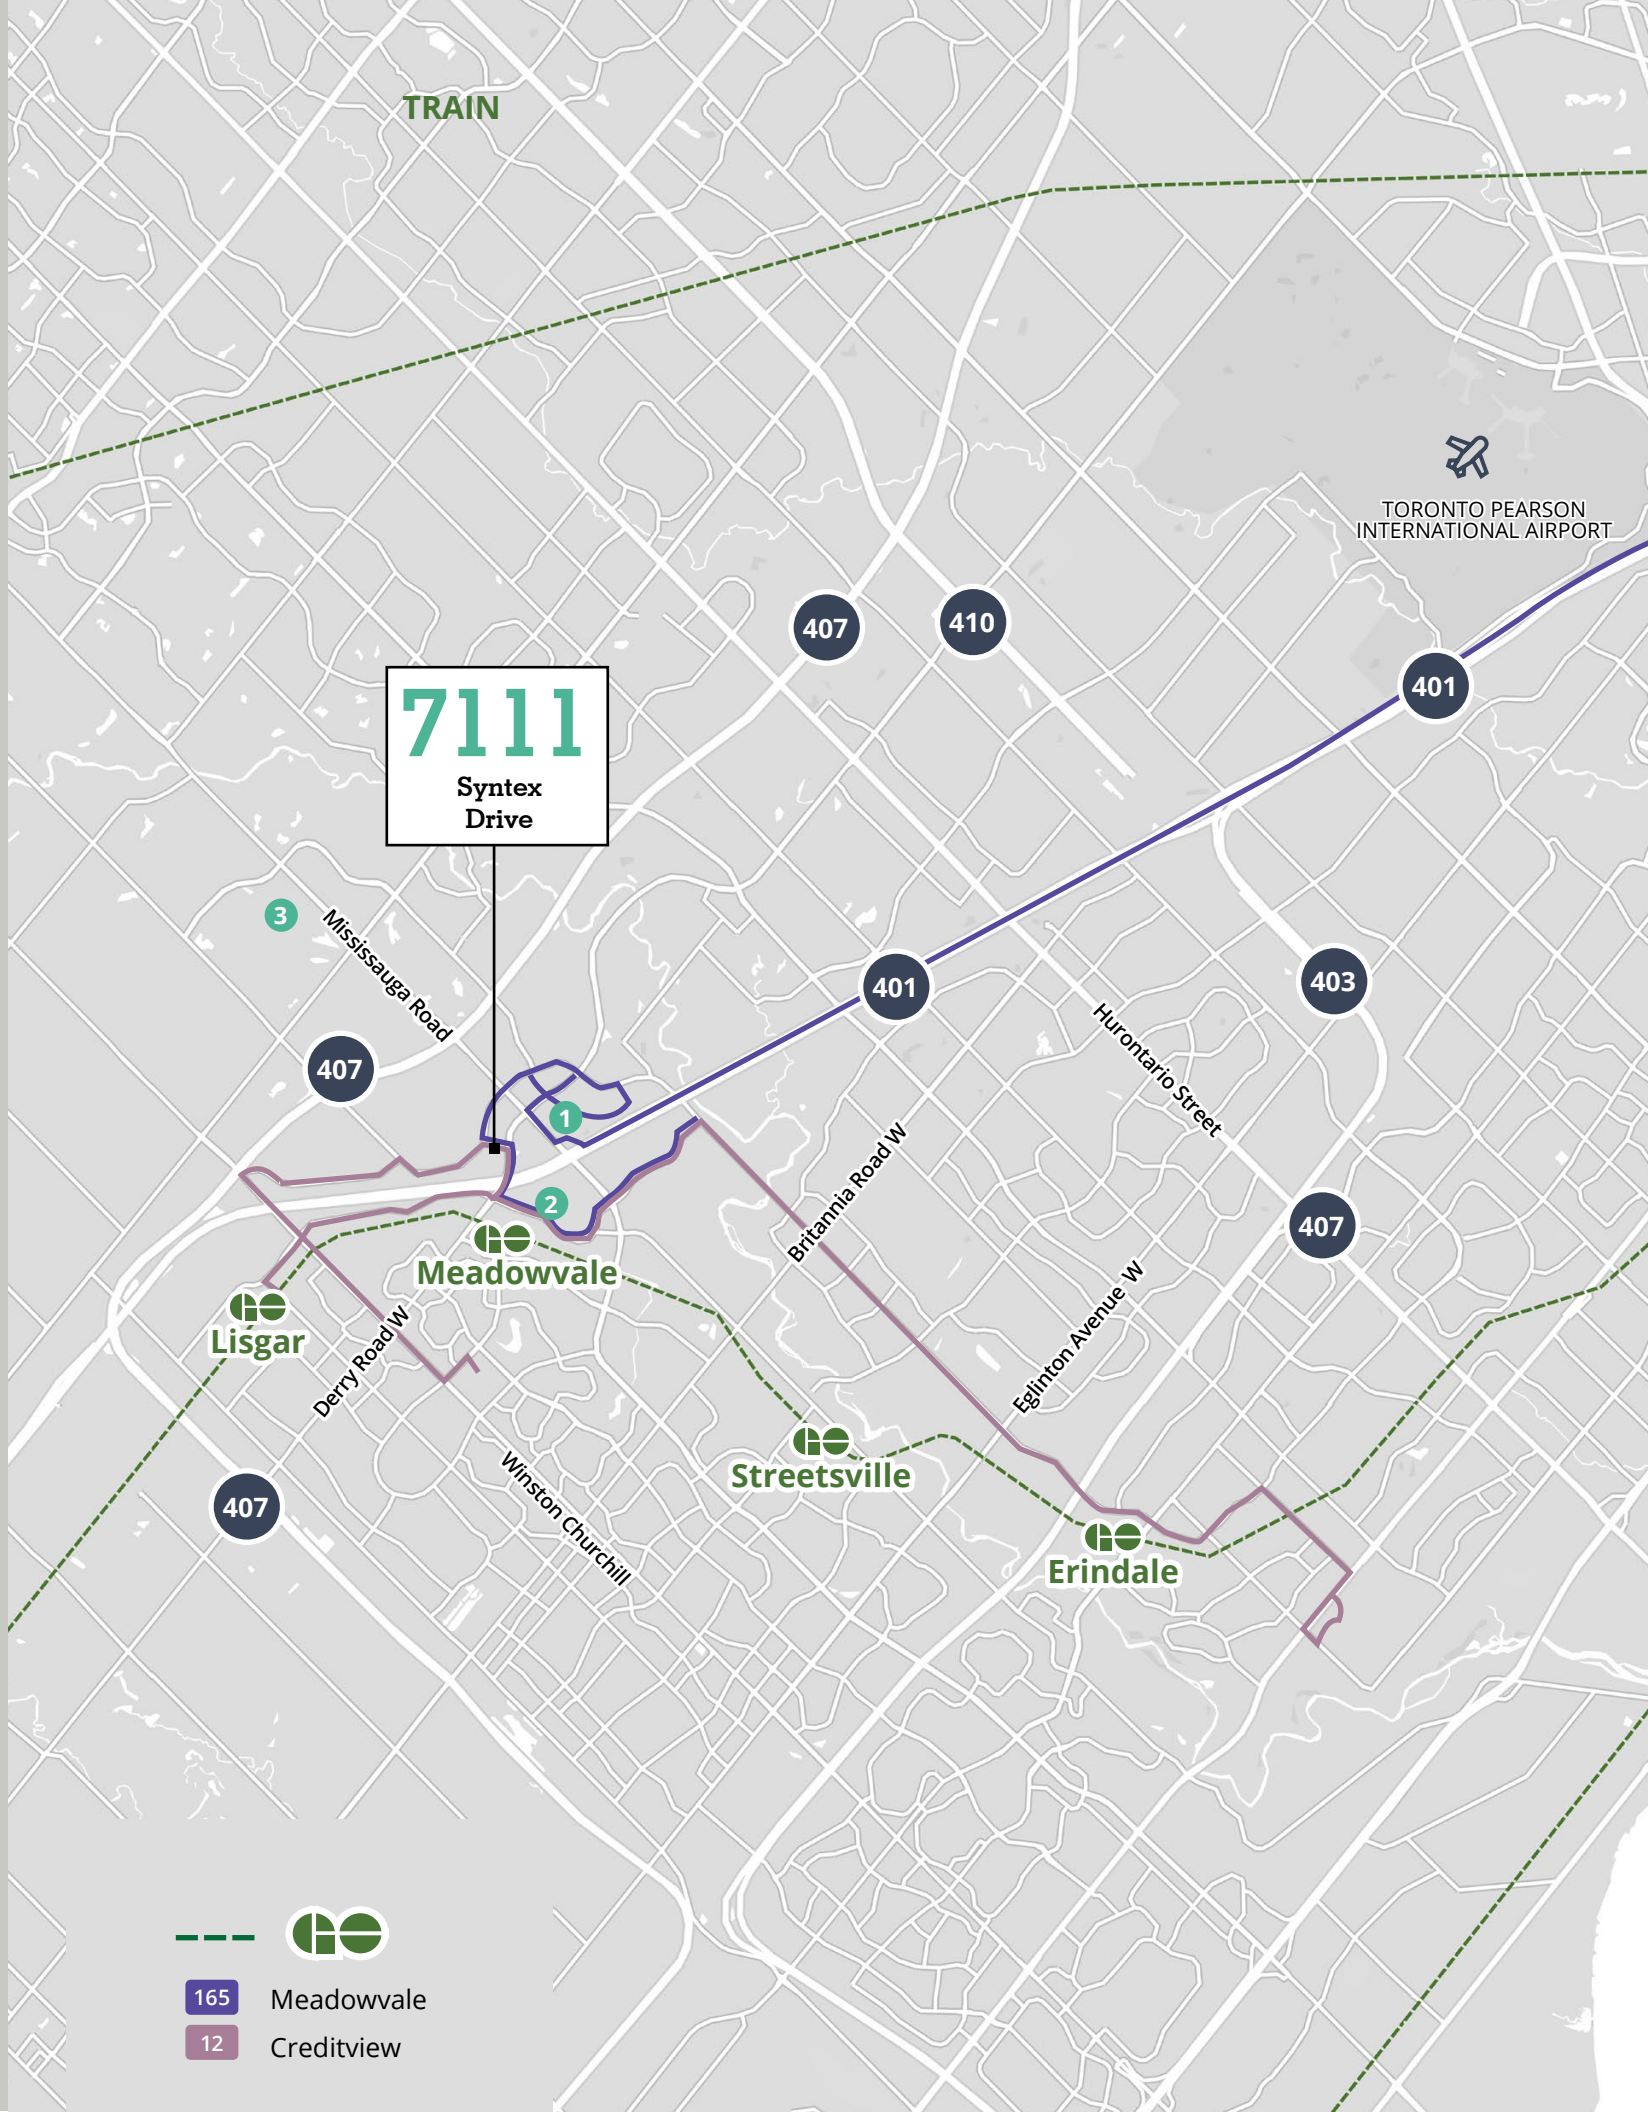 TRAIN
TORONTO PEARSON
INTERNATIONAL AIRPORT
407
410
401
7111
Syntex
Drive
3
Mississauga Road
401
403
Hurontario Street
407
1
2
Britannia Road W
407
Meadowvale
Eglinton Avenue W
Lisgar
Derry Road W
Streetsville
Winston Churchill
407
Erindale
GO
165 Meadowvale
12 Creditview